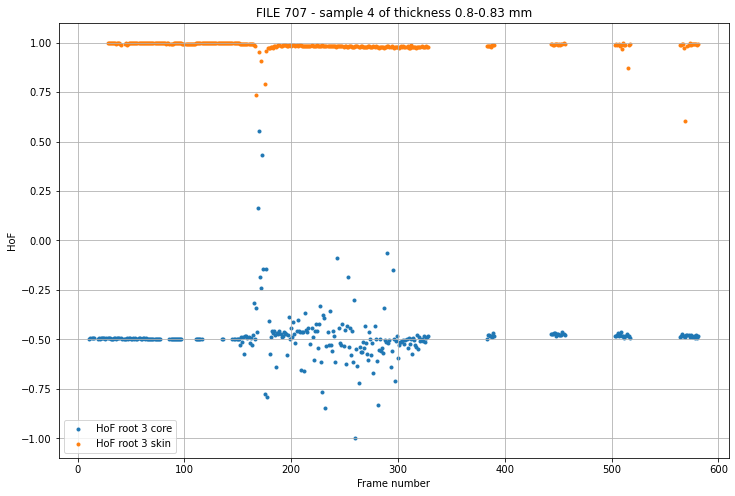 FILE 707 - sample 4 of thickness 0.8-0.83 mm
1.00
0.75
0.50
0.25
0.00
−0.25
−0.50
−0.75
−1.00
HoF
HoF root 3 core
HoF root 3 skin
0 100 200 300 400 500 600
Frame number